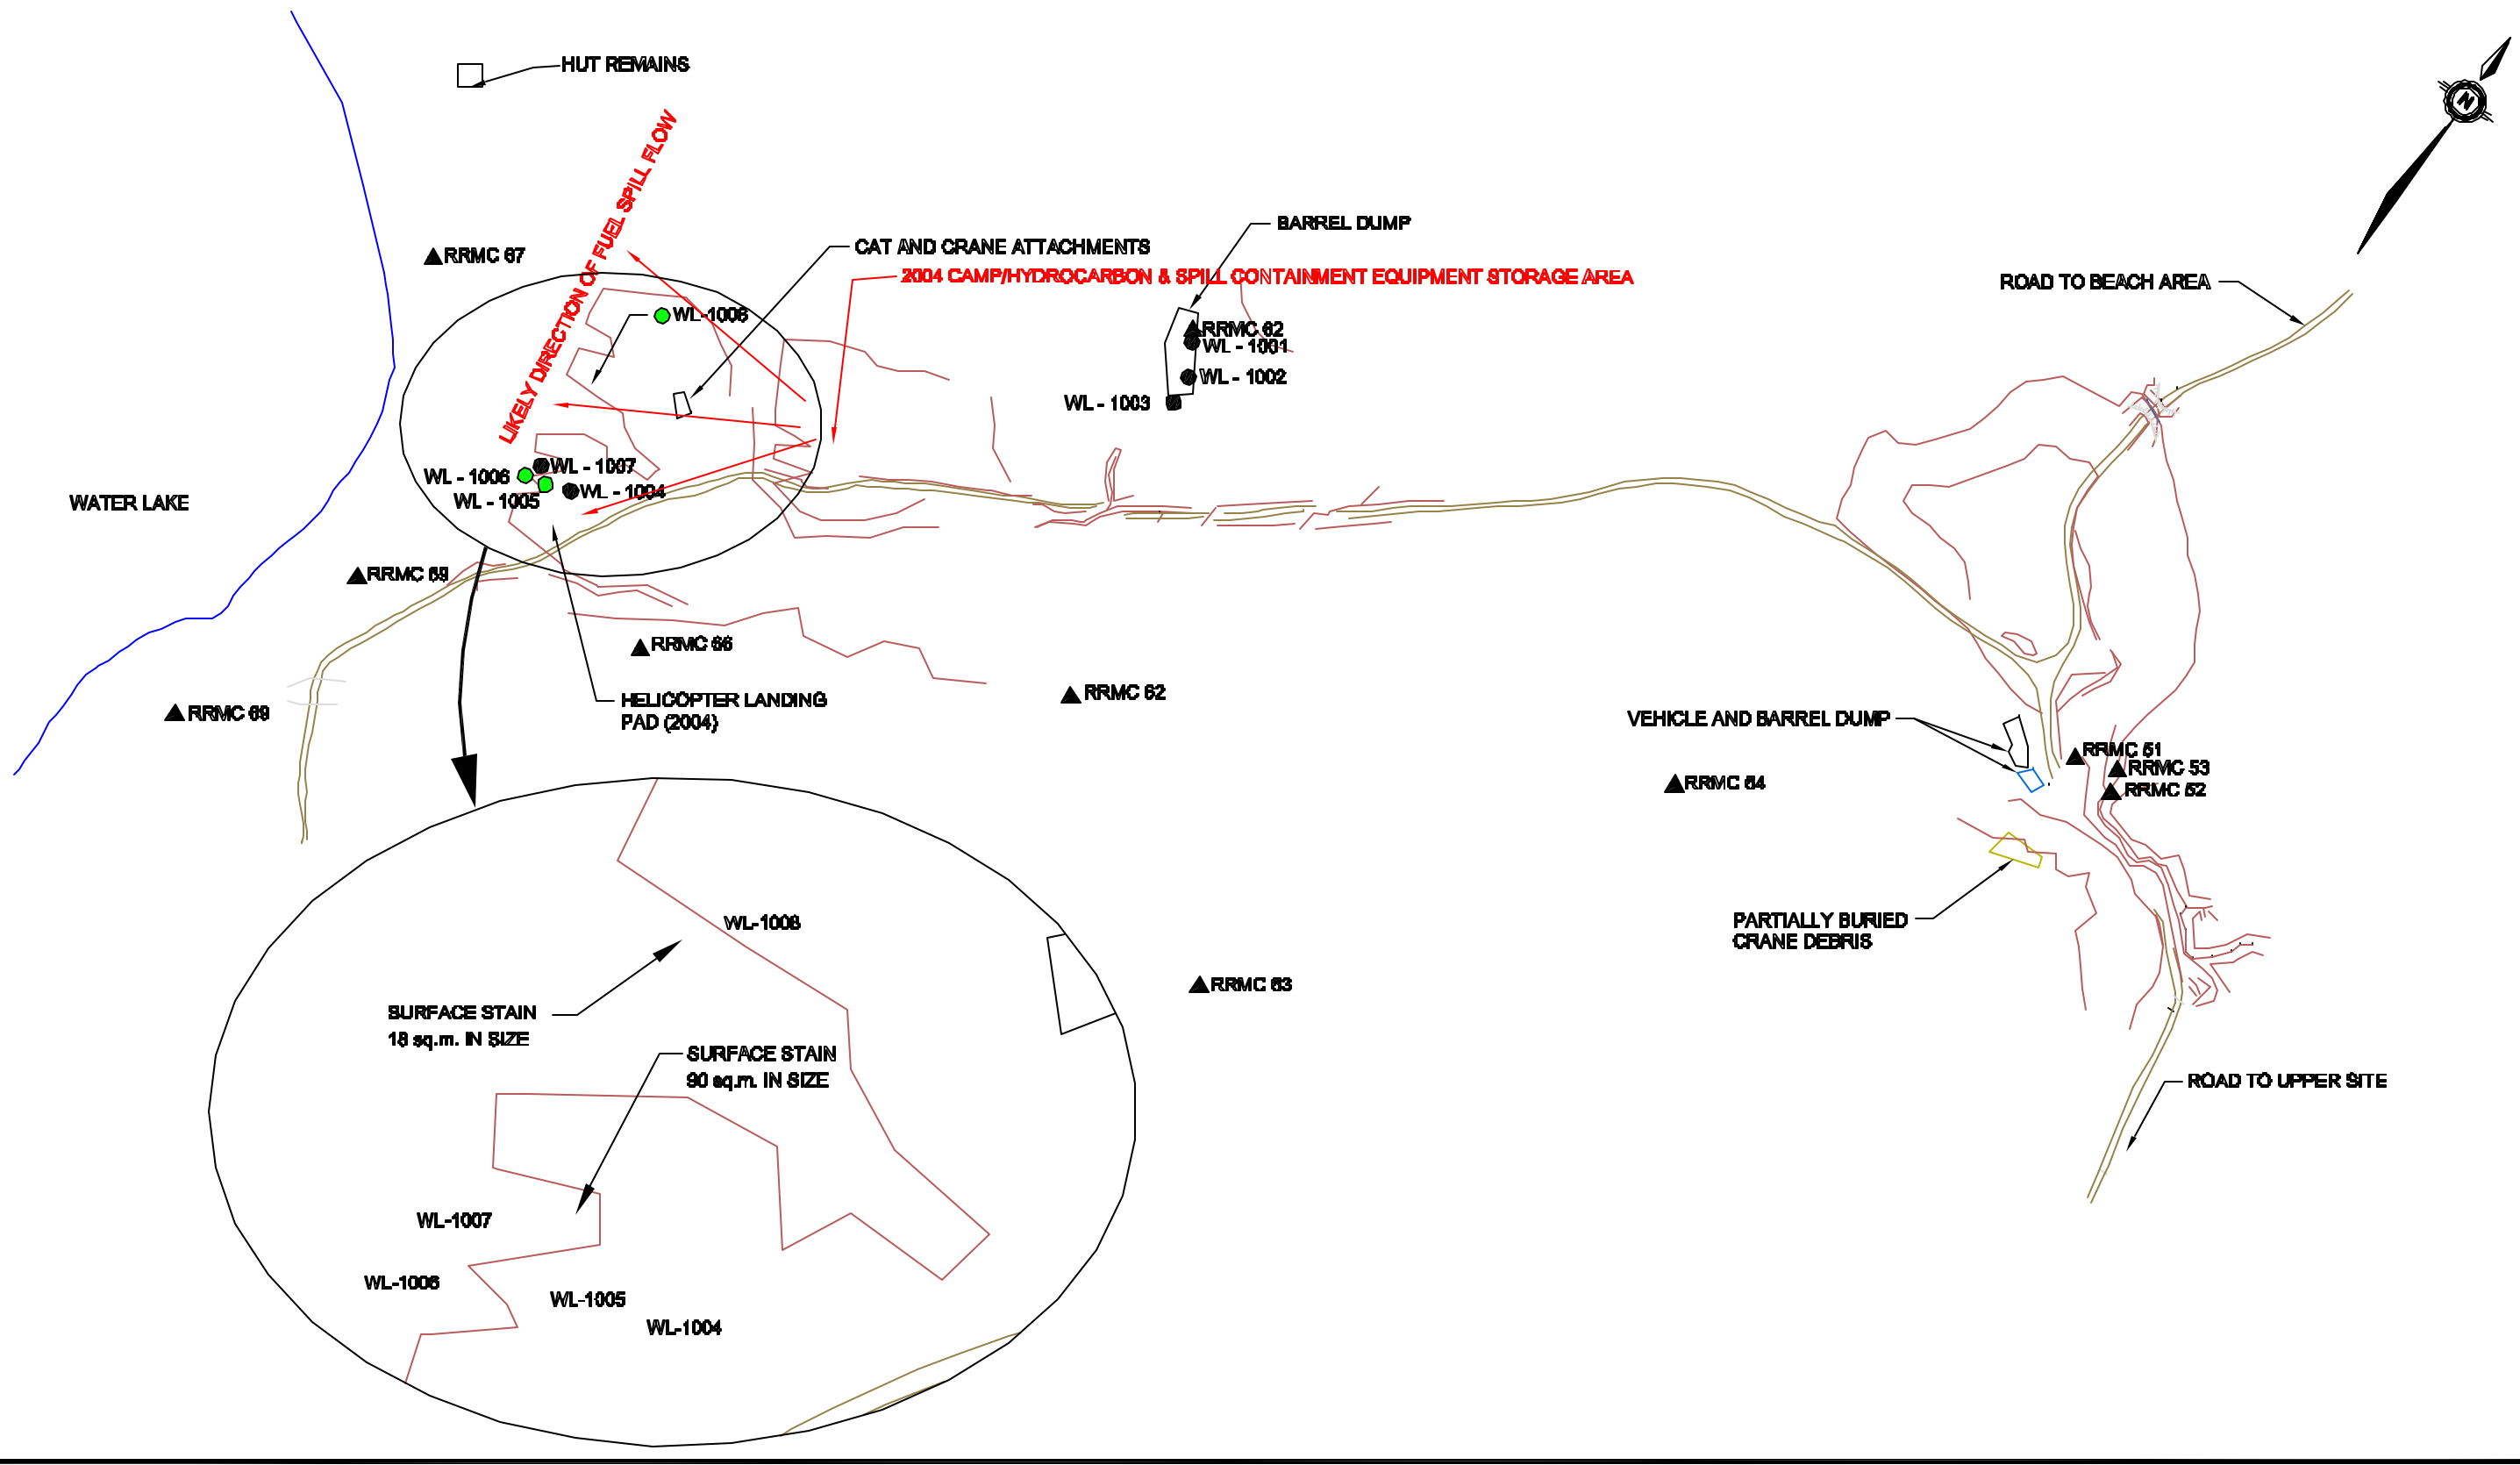 HUT REMAINS
N
LIKELY DIRECTION OF FUEL SPILL FLOW
BARREL DUMP
CAT AND CRANE ATTACHMENTS
RRMC 67
2004 CAMP/HYDROCARBON & SPILL CONTAINMENT EQUIPMENT STORAGE AREA
ROAD TO BEACH AREA
WL-1008
RRMC 62
WL - 1001
WL - 1002
WL - 1003
WL - 1007
WL - 1006
WL - 1004
WL - 1005
WATER LAKE
RRMC
RRMC
HELICOPTER LANDING
PAD (2004)
RRMC 62
RRMC
VEHICLE AND BARREL DUMP
RRMC 51
RRMC 53
RRMC 52
RRMC 54
WL-1008
PARTIALLY BURIED
CRANE DEBRIS
SURFACE STAIN
18 sq.m. IN SIZE
RRMC 63
SURFACE STAIN
90 sq.m. IN SIZE
ROAD TO UPPER SITE
WL-1007
WL-1006
WL-1005
WL-1004